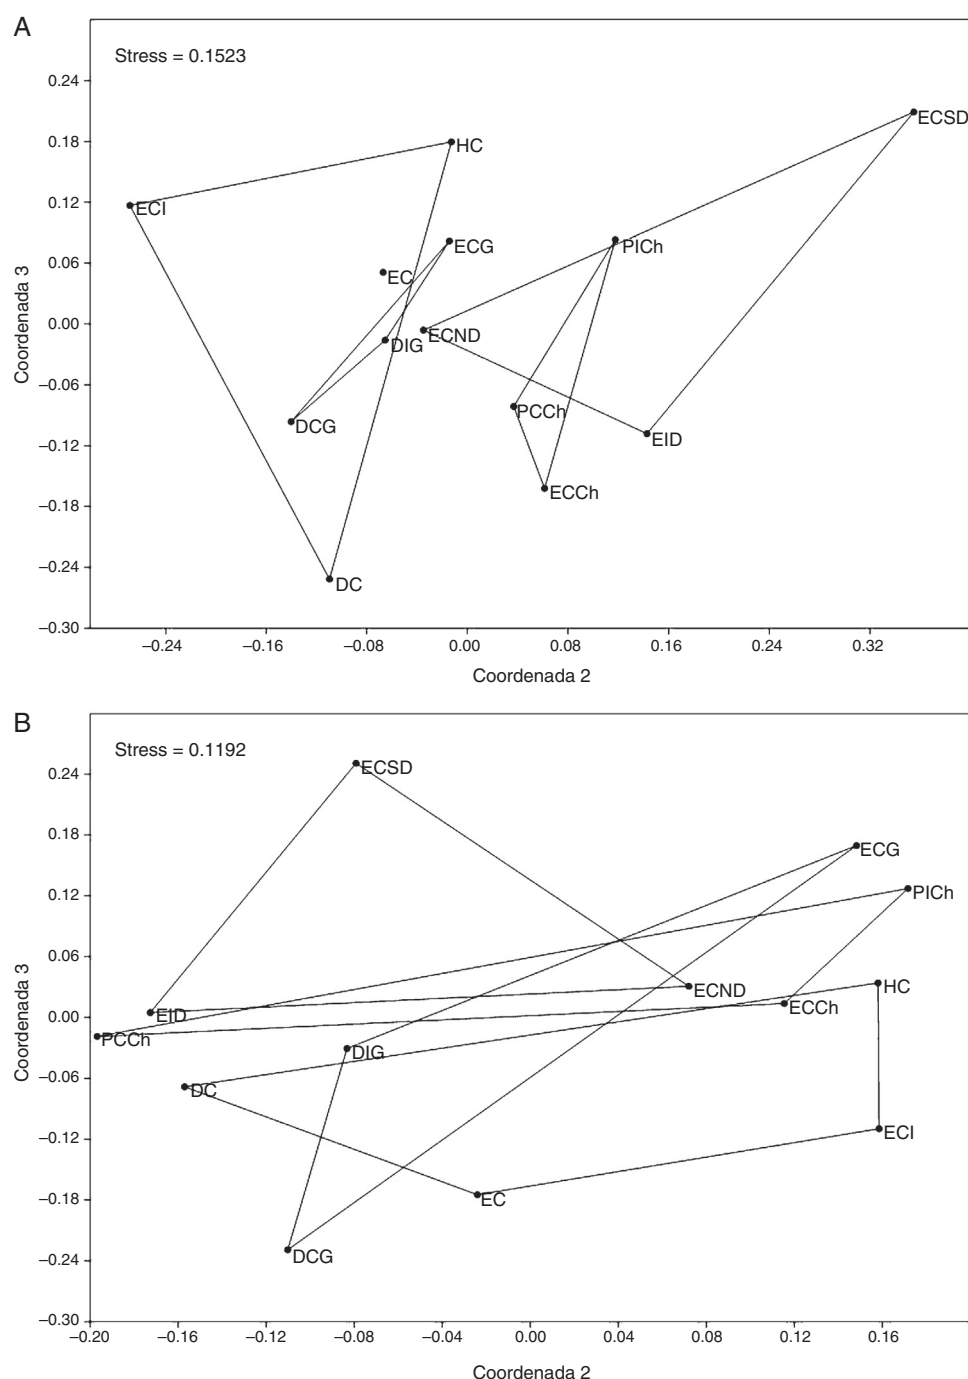 A
Stress = 0.1523
0.24
0.18
0.12
0.06
0.00
–0.06
–0.12
–0.18
–0.24
–0.30
Coordenada 3
ECSD
HC
ECI
ECG
PICh
EC
ECND
DIG
PCCh
DCG
EID
ECCh
DC
–0.24 –0.16 –0.08 0.00 0.08 0.16 0.24 0.32
Coordenada 2
B
Stress = 0.1192
0.24
0.18
0.12
0.06
0.00
–0.06
–0.12
–0.18
–0.24
–0.30
Coordenada 3
ECSD
ECG
PICh
HC
ECND
ECCh
EID
PCCh
DIG
DC
ECI
EC
DCG
–0.20 –0.16 –0.12 –0.08 –0.04 0.00 0.04 0.08 0.12 0.16
Coordenada 2